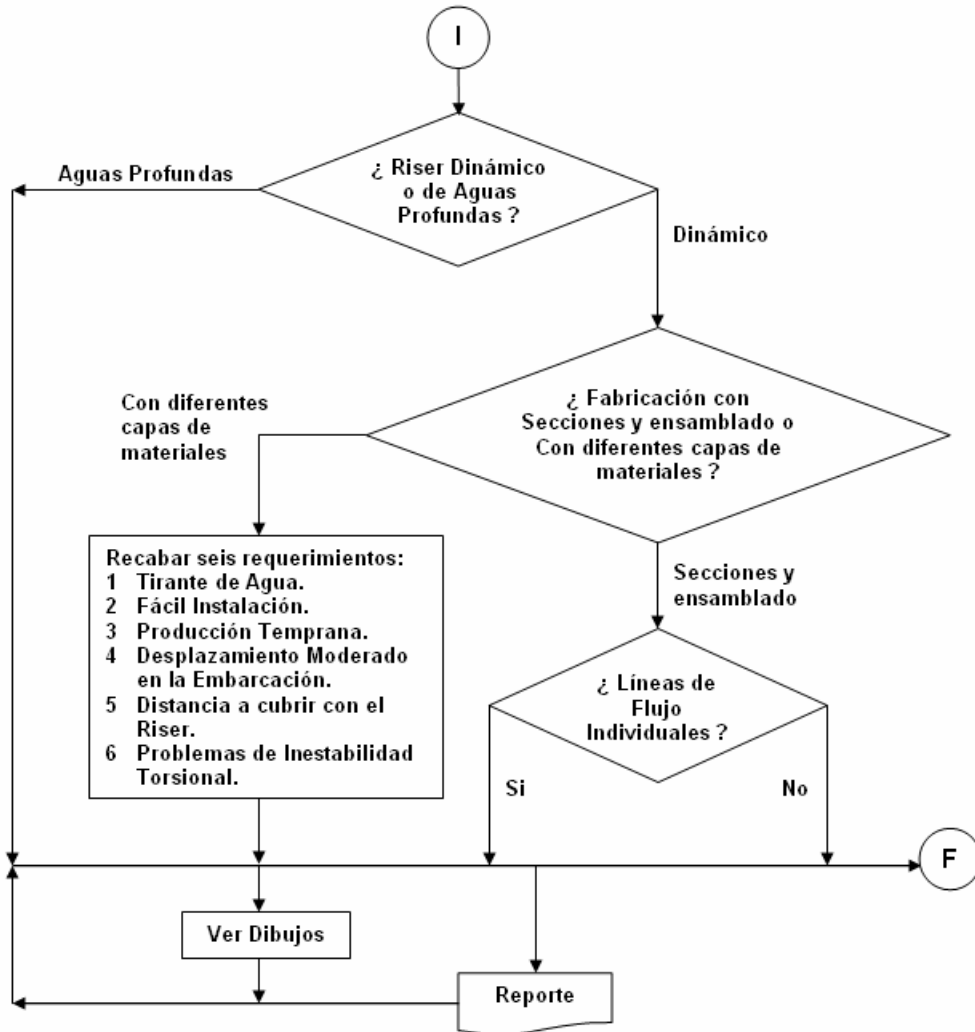 I
¿ Riser Dinámico
o de Aguas
Profundas ?
Aguas Profundas
Dinámico
¿ Fabricación con
Secciones y ensamblado o
Con diferentes capas de
materiales ?
Con diferentes
capas de
materiales
Recabar seis requerimientos:
1 Tirante de Agua.
2 Fácil Instalación.
3 Producción Temprana.
4 Desplazamiento Moderado
en la Embarcación.
5 Distancia a cubrir con el
Riser.
6 Problemas de Inestabilidad
Torsional.
Secciones y
ensamblado
¿ Líneas de
Flujo
Individuales ?
Si
No
F
Ver Dibujos
Reporte